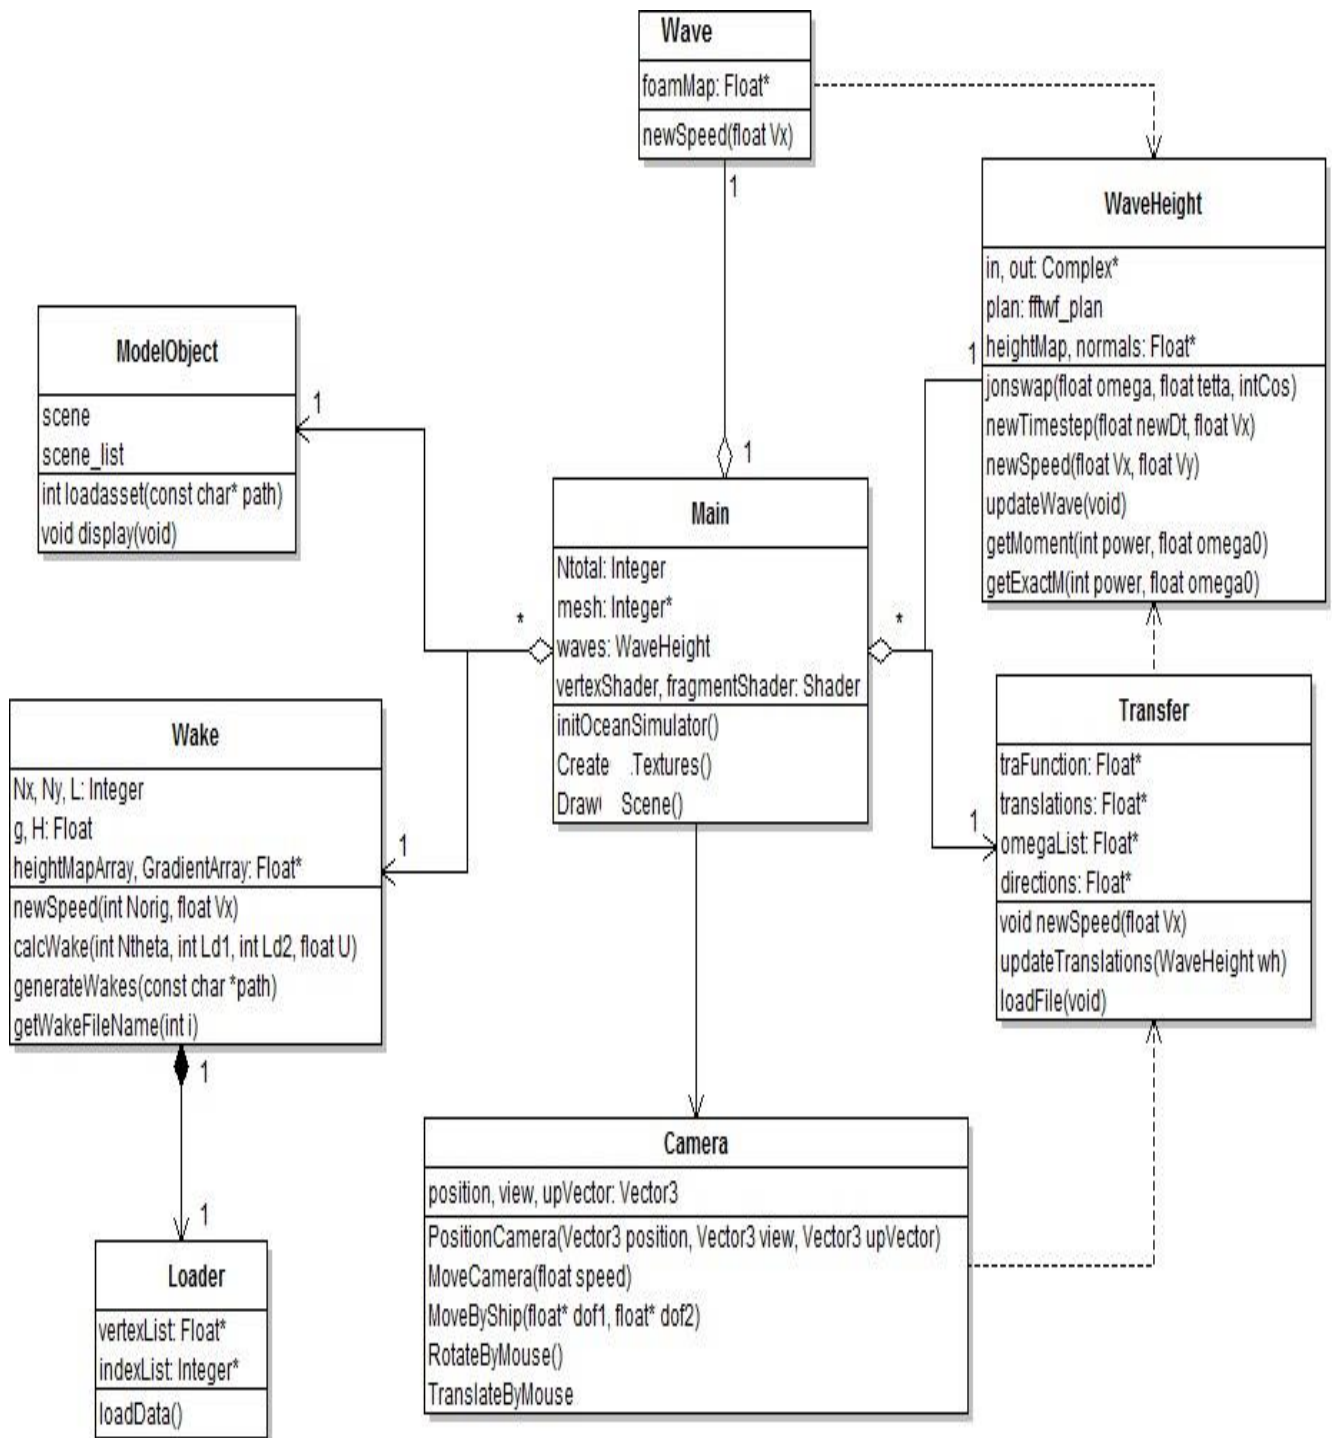 Wave
foamMap: Float*
newSpeed(float Vx)
1
WaveHeight
in, out: Complex*
plan: fftwf_plan
heightMap, normals: Float*
jonswap(float omega, float tetta, intCos)
newTimestep(float newDt, float Vx)
newSpeed(float Vx, float Vy)
updateWave(void)
getMoment(int power, float omega0)
getExactM(int power, float omega0)
1
ModelObject
scene
scene_list
int loadasset(const char* path)
void display(void)
1
1
Main
Ntotal: Integer
mesh: Integer*
waves: WaveHeight
vertexShader, fragmentShader: Shader
initOceanSimulator()
Create .Textures()
Draw Scene()
*
*
Transfer
traFunction: Float*
translations: Float*
omegaList: Float*
directions: Float*
void newSpeed(float Vx)
updateTranslations(WaveHeight wh)
loadFile(void)
1
Wake
Nx, Ny, L: Integer
g, H: Float
heightMapArray, GradientArray: Float*
newSpeed(int Norig, float Vx)
calcWake(int Ntheta, int Ld1, int Ld2, float U)
generateWakes(const char *path)
getWakeFileName(int i)
1
1
1
Camera
position, view, upVector: Vector3
PositionCamera(Vector3 position, Vector3 view, Vector3 upVector)
MoveCamera(float speed)
MoveByShip(float* dof1, float* dof2)
RotateByMouse()
TranslateByMouse
Loader
vertexList: Float*
indexList: Integer*
loadData()